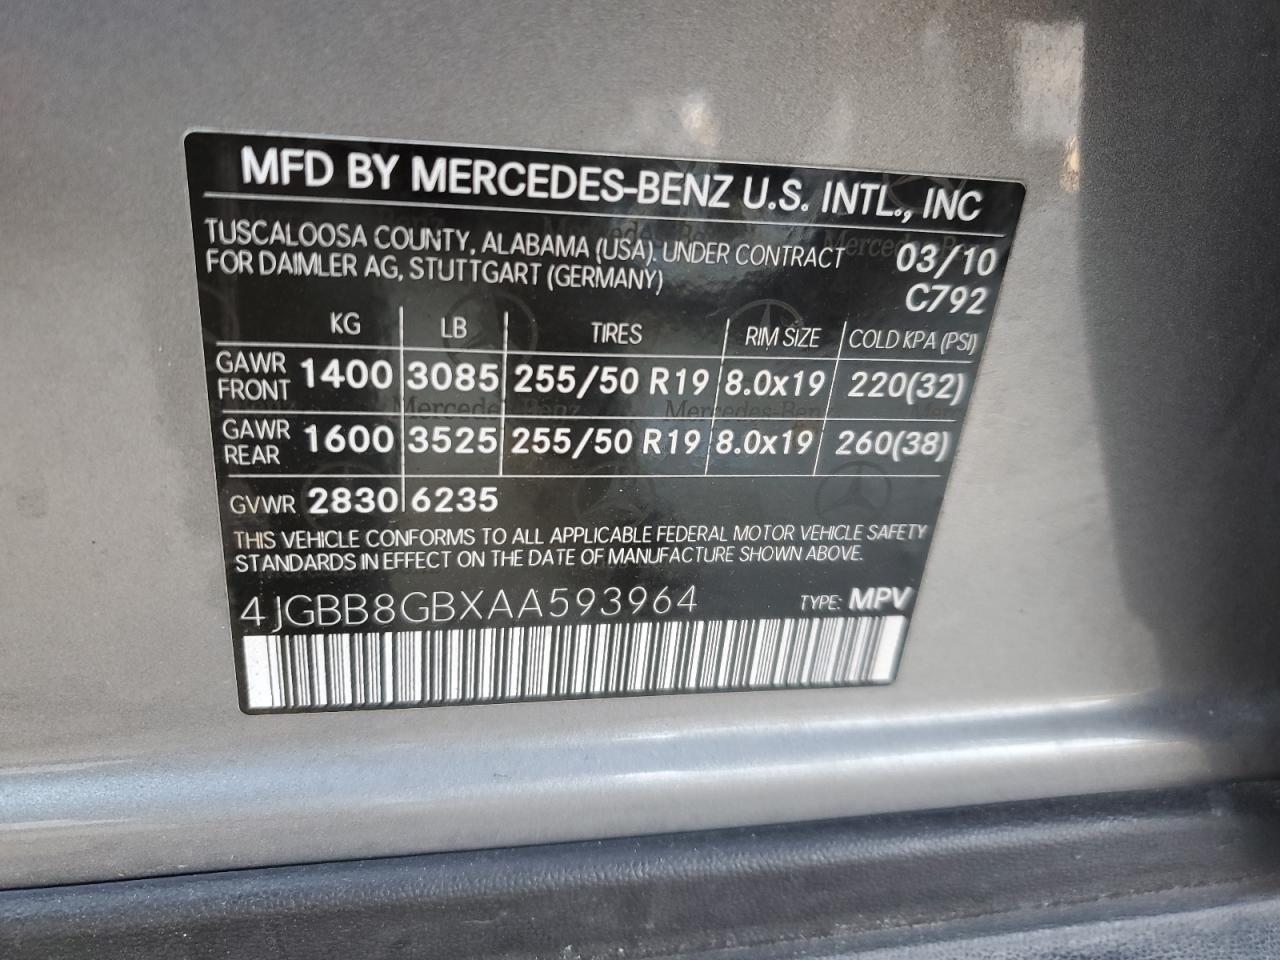 MFD BY MERCEDES-BENZ U.S. INTL., INC
TUSCALOOSA COUNTY, ALABAMA (USA). UNDER CONTRACT 03/10
FOR DAIMLER AG, STUTTGART (GERMANY)
C792
KG LB TIRES RIM SIZE COLD KPA (PSI)
GAWR
FRONT 1400 3085 255/50 R19 8.0x19 220(32)
GAWR
REAR 1600 3525 255/50 R19 8.0x19 260(38)
GVWR 2830 6235
THIS VEHICLE CONFORMS TO ALL APPLICABLE FEDERAL MOTOR VEHICLE SAFETY
STANDARDS IN EFFECT ON THE DATE OF MANUFACTURE SHOWN ABOVE.
4JGBB8GBXAA593964 TYPE: MPV